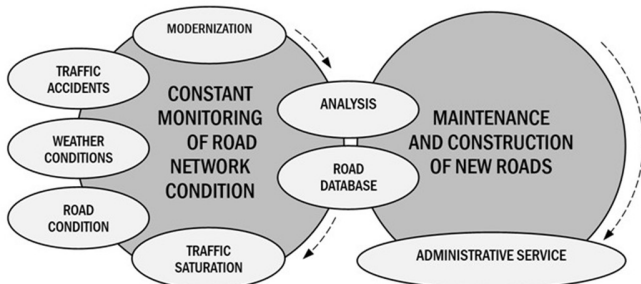 MODERNIZATION
TRAFFIC
ACCIDENTS
WEATHER
CONDITIONS
ROAD
CONDITION
TRAFFIC
SATURATION
CONSTANT
MONITORING
OF ROAD
NETWORK
CONDITION
ANALYSIS
ROAD
DATABASE
MAINTENANCE
AND CONSTRUCTION
OF NEW ROADS
ADMINISTRATIVE SERVICE